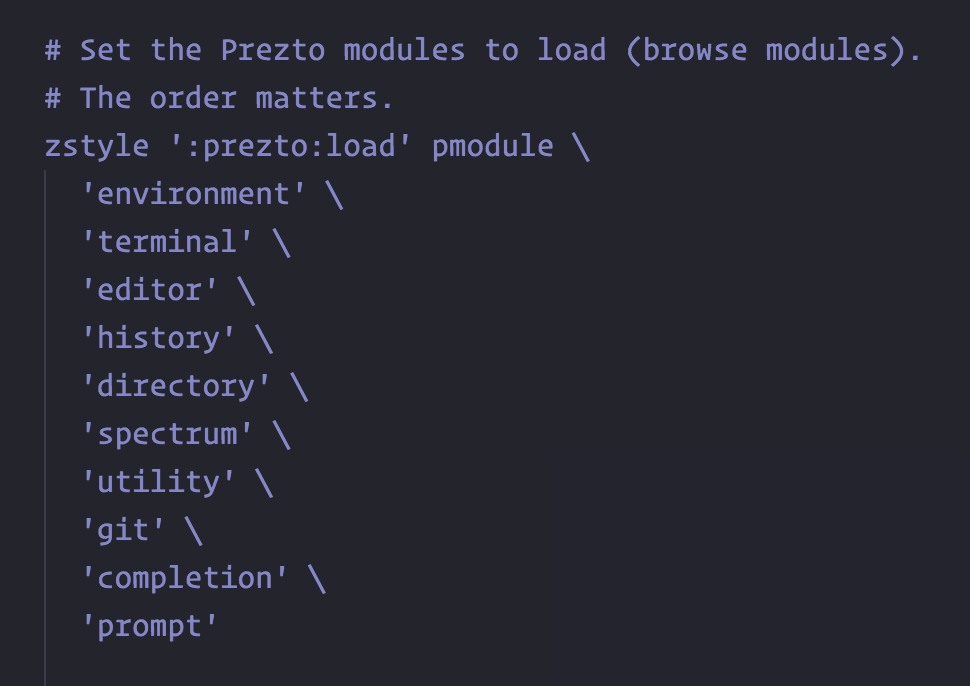 # Set the Prezto modules to load (browse modules).
# The order matters.
zstyle ':prezto:load' pmodule \
  'environment' \
  'terminal' \
  'editor' \
  'history' \
  'directory' \
  'spectrum' \
  'utility' \
  'git' \
  'completion' \
  'prompt'